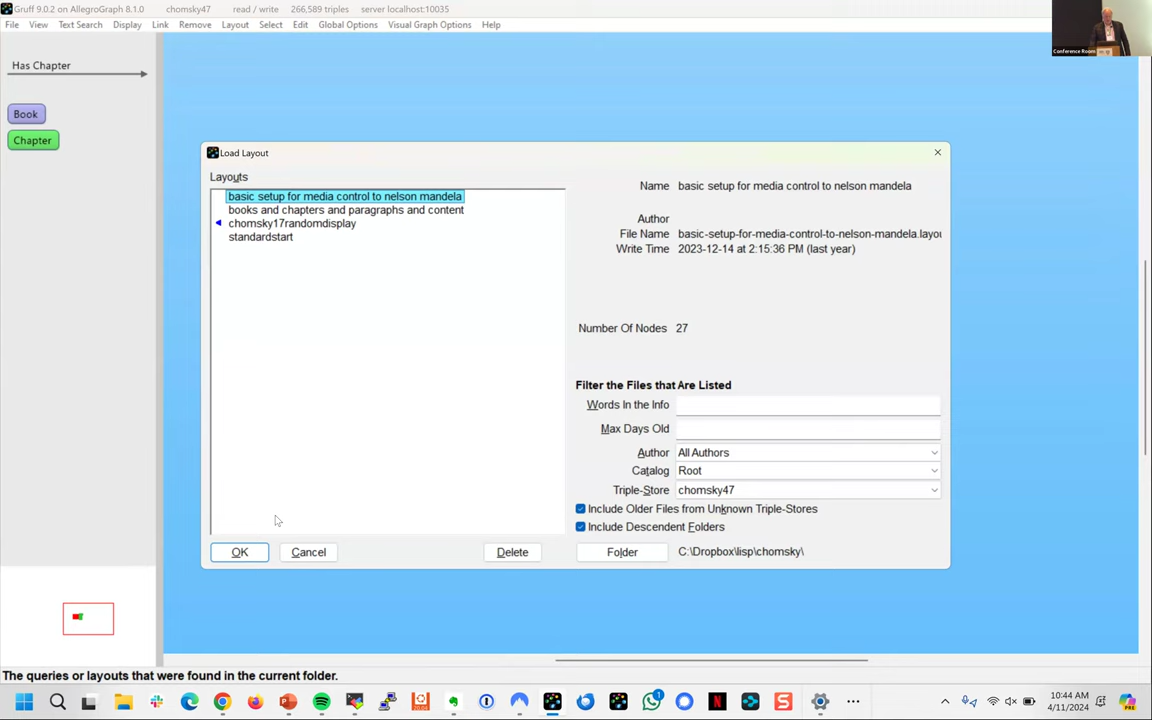 Gruff 9.0.2 on AllegroGraph 8.1.0 chomsky47 read / write 266,589 triples server localhost:10035
File View Text Search Display Link Remove Layout Select Edit Global Options Visual Graph Options Help
Conference Room
Has Chapter
Book
Chapter
Load Layout
Layouts
basic setup for media control to nelson mandela
books and chapters and paragraphs and content
chomsky17randomdisplay
standardstart
Name basic setup for media control to nelson mandela
Author
File Name basic-setup-for-media-control-to-nelson-mandela.layou
Write Time 2023-12-14 at 2:15:36 PM (last year)
Number Of Nodes 27
Filter the Files that Are Listed
Words In the Info
Max Days Old
Author All Authors
Catalog Root
Triple-Store chomsky47
Include Older Files from Unknown Triple-Stores
Include Descendent Folders
OK Cancel Delete Folder C:\Dropbox\lisp\chomsky\
The queries or layouts that were found in the current folder.
10:44 AM
4/11/2024